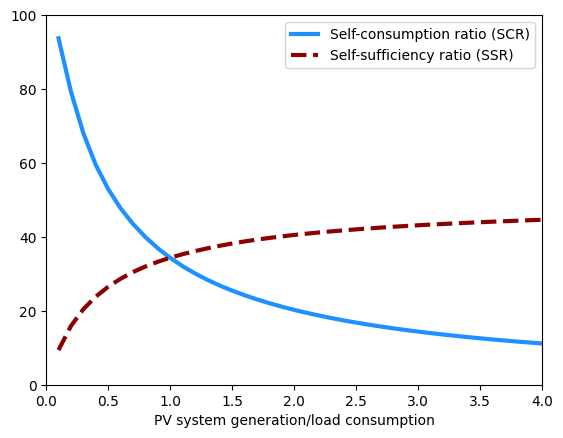 100
80
60
40
20
0
Self-consumption ratio (SCR)
Self-sufficiency ratio (SSR)
0.0 0.5 1.0 1.5 2.0 2.5 3.0 3.5 4.0
PV system generation/load consumption